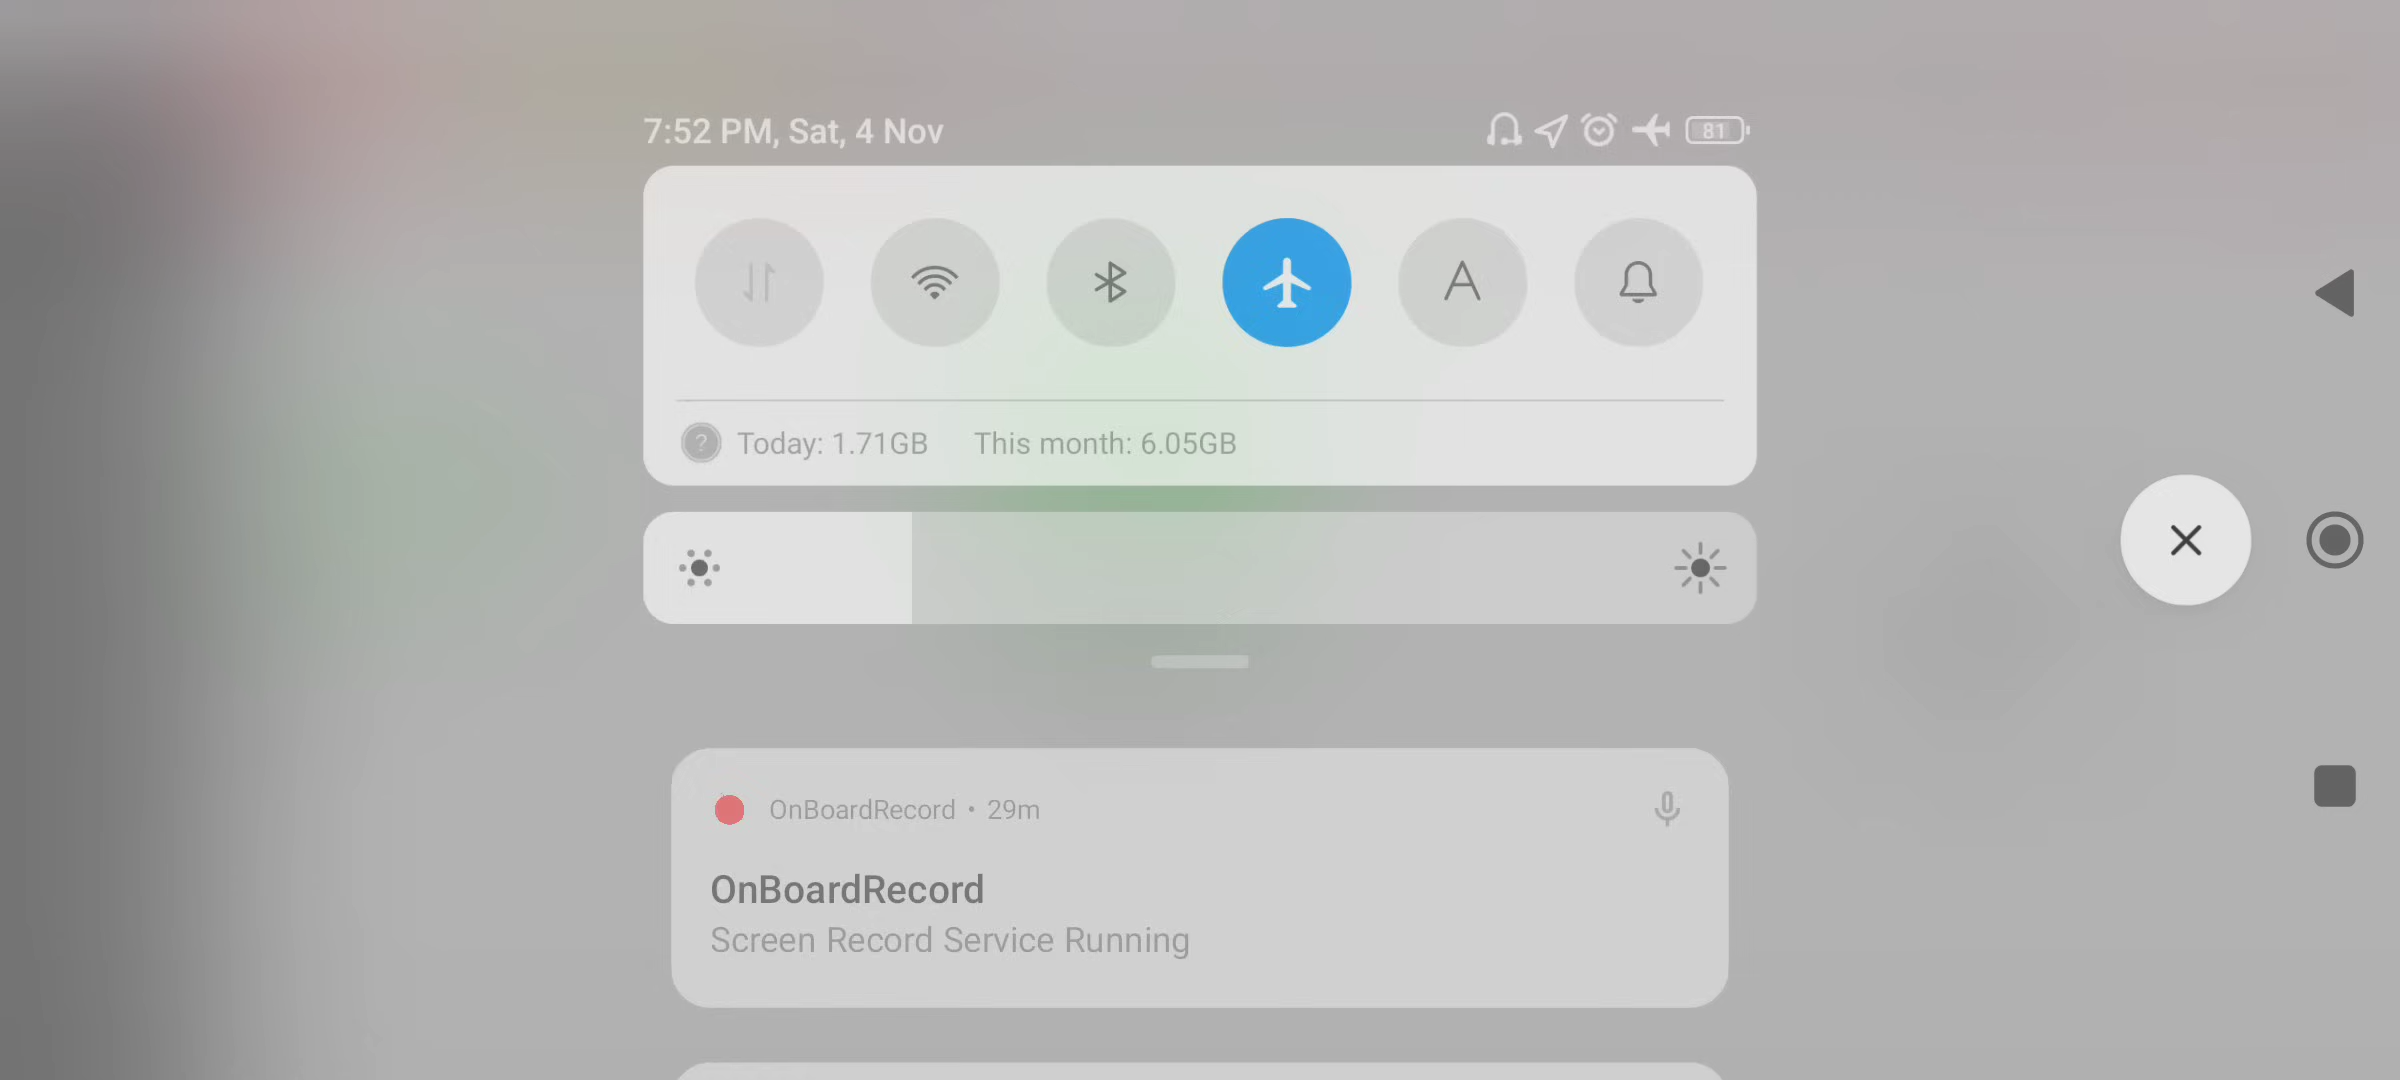 7:52 PM, Sat, 4 Nov
81
A
? Today: 1.71GB This month: 6.05GB
OnBoardRecord • 29m
OnBoardRecord
Screen Record Service Running